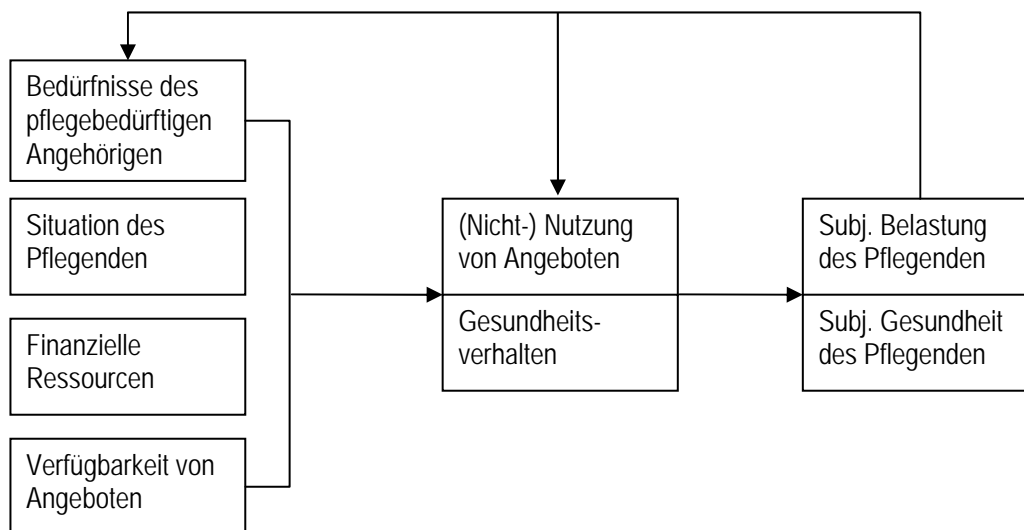 Bedürfnisse des
pflegebedürftigen
Angehörigen
Situation des
Pflegenden
Finanzielle
Ressourcen
Verfügbarkeit von
Angeboten
(Nicht-) Nutzung
von Angeboten
Gesundheits-
verhalten
Subj. Belastung
des Pflegenden
Subj. Gesundheit
des Pflegenden